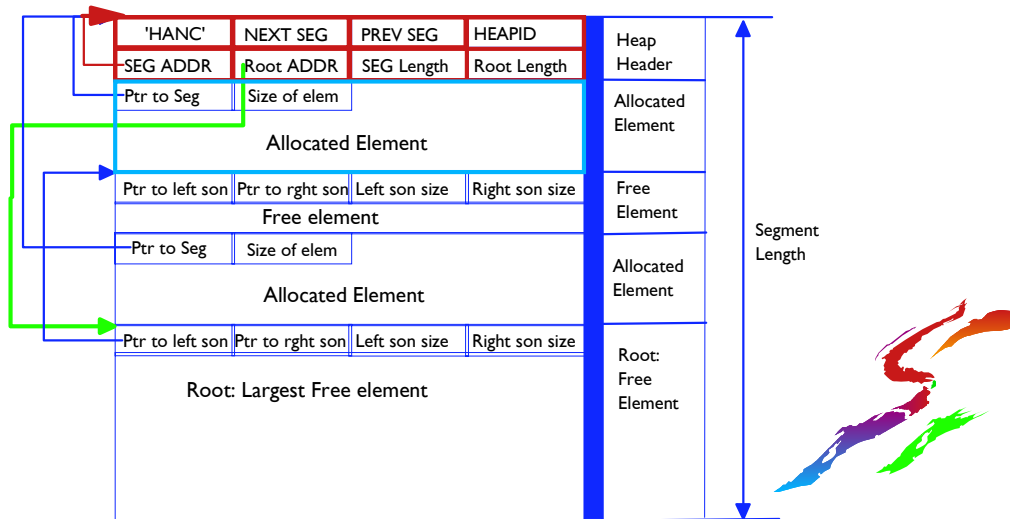 'HANC' NEXT SEG PREV SEG HEAPID
SEG ADDR Root ADDR SEG Length Root Length
Heap
Header
Ptr to Seg Size of elem
Allocated Element
Allocated
Element
Ptr to left son Ptr to rght son Left son size Right son size
Free element
Free
Element
Ptr to Seg Size of elem
Allocated Element
Allocated
Element
Segment
Length
Ptr to left son Ptr to rght son Left son size Right son size
Root: Largest Free element
Root:
Free
Element